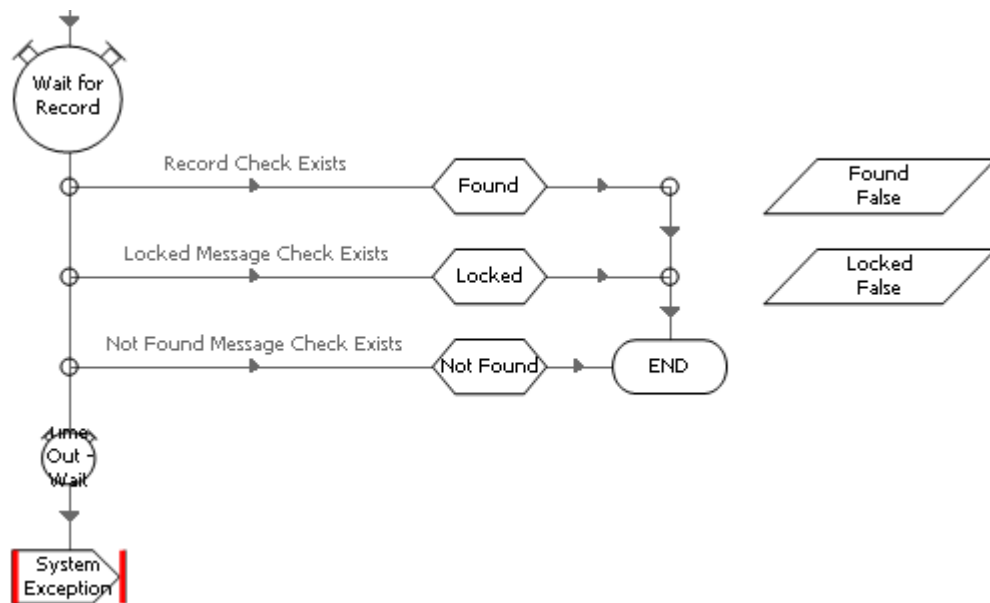 Wait for
Record
Record Check Exists
Found
Found
False
Locked Message Check Exists
Locked
Locked
False
Not Found Message Check Exists
Not Found
END
Time
Out -
Wait
System
Exception